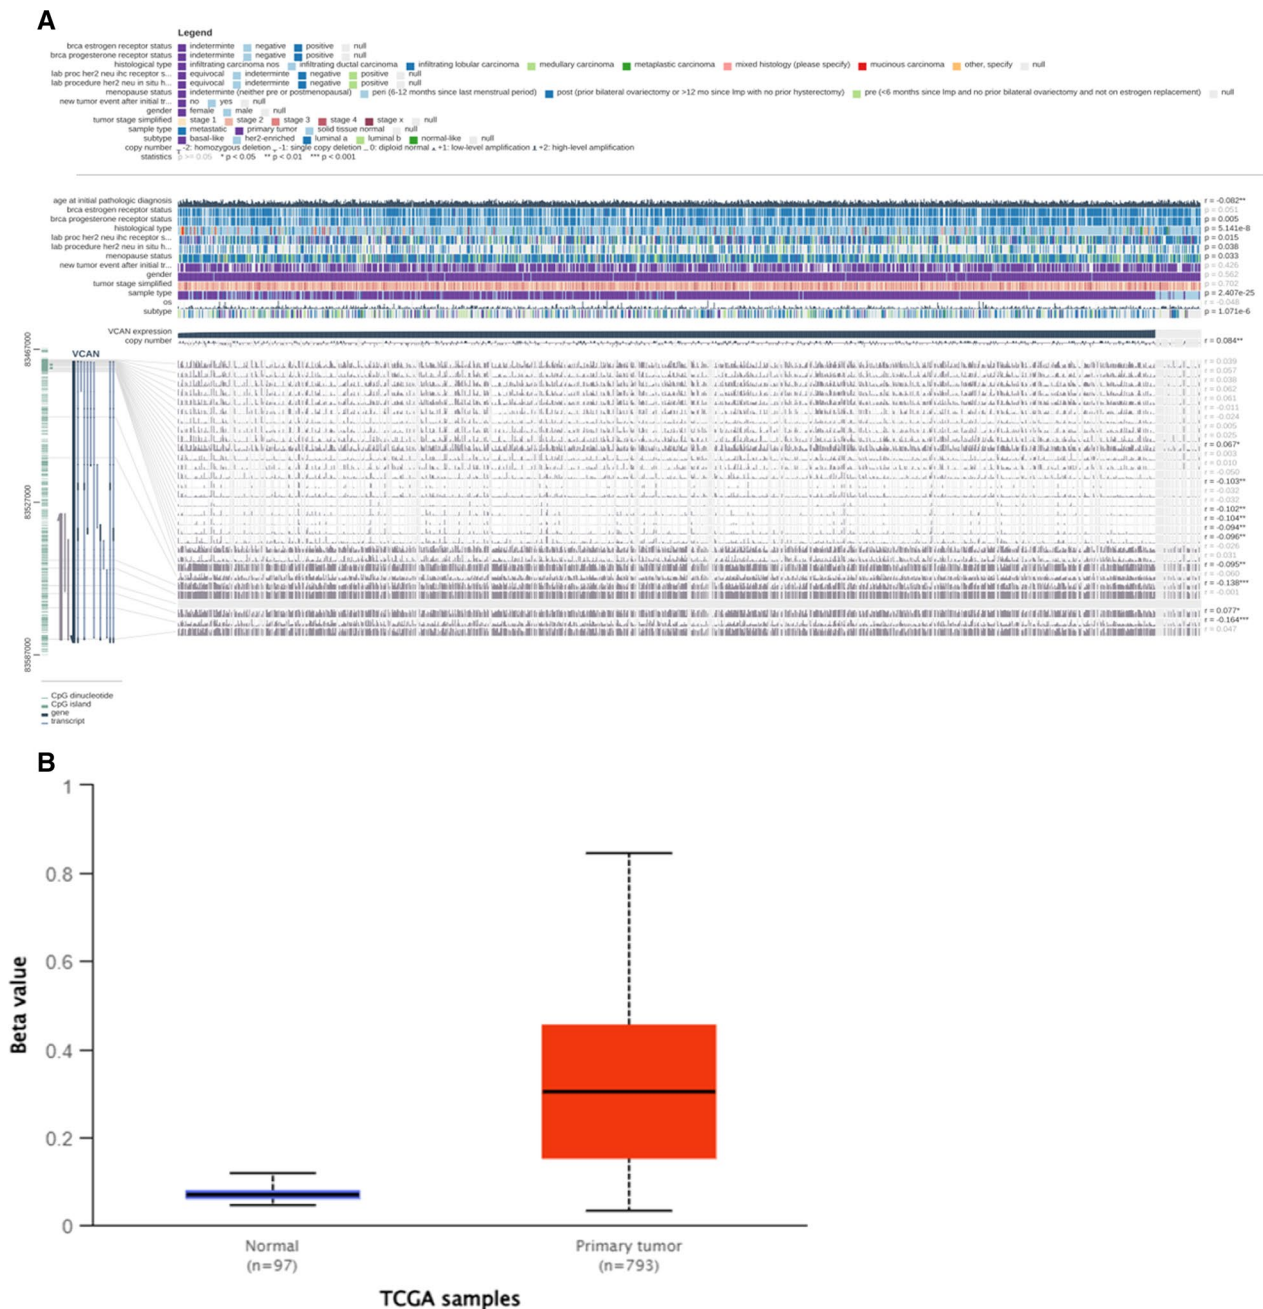 A
Legend
brca estrogen receptor status indeterminte negative positive null
brca progesterone receptor status indeterminte negative positive null
histological type infiltrating carcinoma nos infiltrating ductal carcinoma infiltrating lobular carcinoma medullary carcinoma metaplastic carcinoma mixed histology (please specify) mucinous carcinoma other, specify null
lab proc her2 neu ihc receptor s... equivocal indeterminte negative positive null
lab procedure her2 neu in situ h... equivocal indeterminte negative positive null
menopause status indeterminte (neither pre or postmenopausal) peri (6-12 months since last menstrual period) post (prior bilateral ovariectomy or >12 mo since lmp with no prior hysterectomy) pre (<6 months since lmp and no prior bilateral ovariectomy and not on estrogen replacement) null
new tumor event after initial tr... no yes null
gender female male null
tumor stage simplified stage 1 stage 2 stage 3 stage 4 stage x null
sample type metastatic primary tumor solid tissue normal null
subtype basal-like her2-enriched luminal a luminal b normal-like null
copy number -2: homozygous deletion -1: single copy deletion 0: diploid normal +1: low-level amplification +2: high-level amplification
statistics p >= 0.05 * p < 0.05 ** p < 0.01 *** p < 0.001
age at initial pathologic diagnosis r = -0.082**
brca estrogen receptor status p = 0.051
brca progesterone receptor status p = 0.005
histological type p = 5.141e-8
lab proc her2 neu ihc receptor s... p = 0.015
lab procedure her2 neu in situ h... p = 0.038
menopause status p = 0.033
new tumor event after initial tr... p = 0.426
gender p = 0.562
tumor stage simplified p = 0.702
sample type p = 2.407e-25
os r = -0.048
subtype p = 1.071e-6
VCAN expression
copy number r = 0.084**
VCAN
83467000
83527000
83587000
r = 0.039
r = 0.057
r = 0.038
r = 0.062
r = 0.061
r = -0.011
r = -0.024
r = 0.005
r = 0.025
r = 0.067*
r = 0.003
r = 0.010
r = -0.050
r = -0.103**
r = -0.032
r = -0.032
r = -0.102**
r = -0.104**
r = -0.094**
r = -0.096**
r = -0.026
r = 0.031
r = -0.095**
r = -0.060
r = -0.138***
r = -0.001
r = 0.077*
r = -0.164***
r = 0.047
CpG dinucleotide
CpG island
gene
transcript
B
Beta value
1
0.8
0.6
0.4
0.2
0
Normal
(n=97)
Primary tumor
(n=793)
TCGA samples